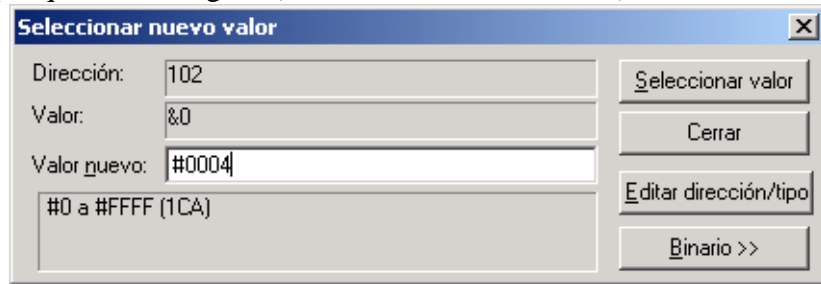 Seleccionar nuevo valor
Dirección: 102 Seleccionar valor
Valor: &0 Cerrar
Valor nuevo: #0004
#0 a #FFFF (1CA) Editar dirección/tipo
Binario >>